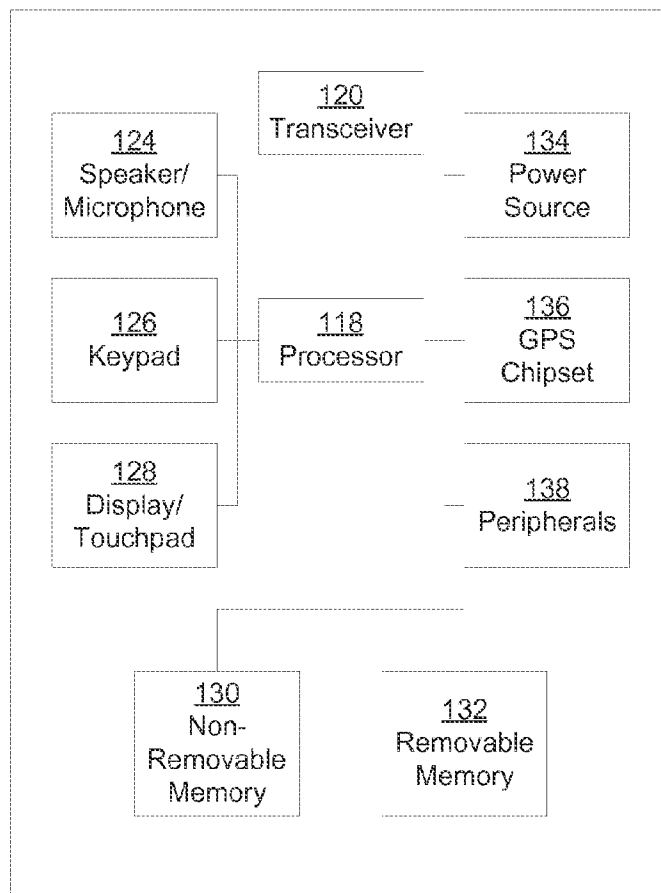 120
Transceiver
124
Speaker/
Microphone
134
Power
Source
126
Keypad
118
Processor
136
GPS
Chipset
128
Display/
Touchpad
138
Peripherals
130
Non-
Removable
Memory
132
Removable
Memory